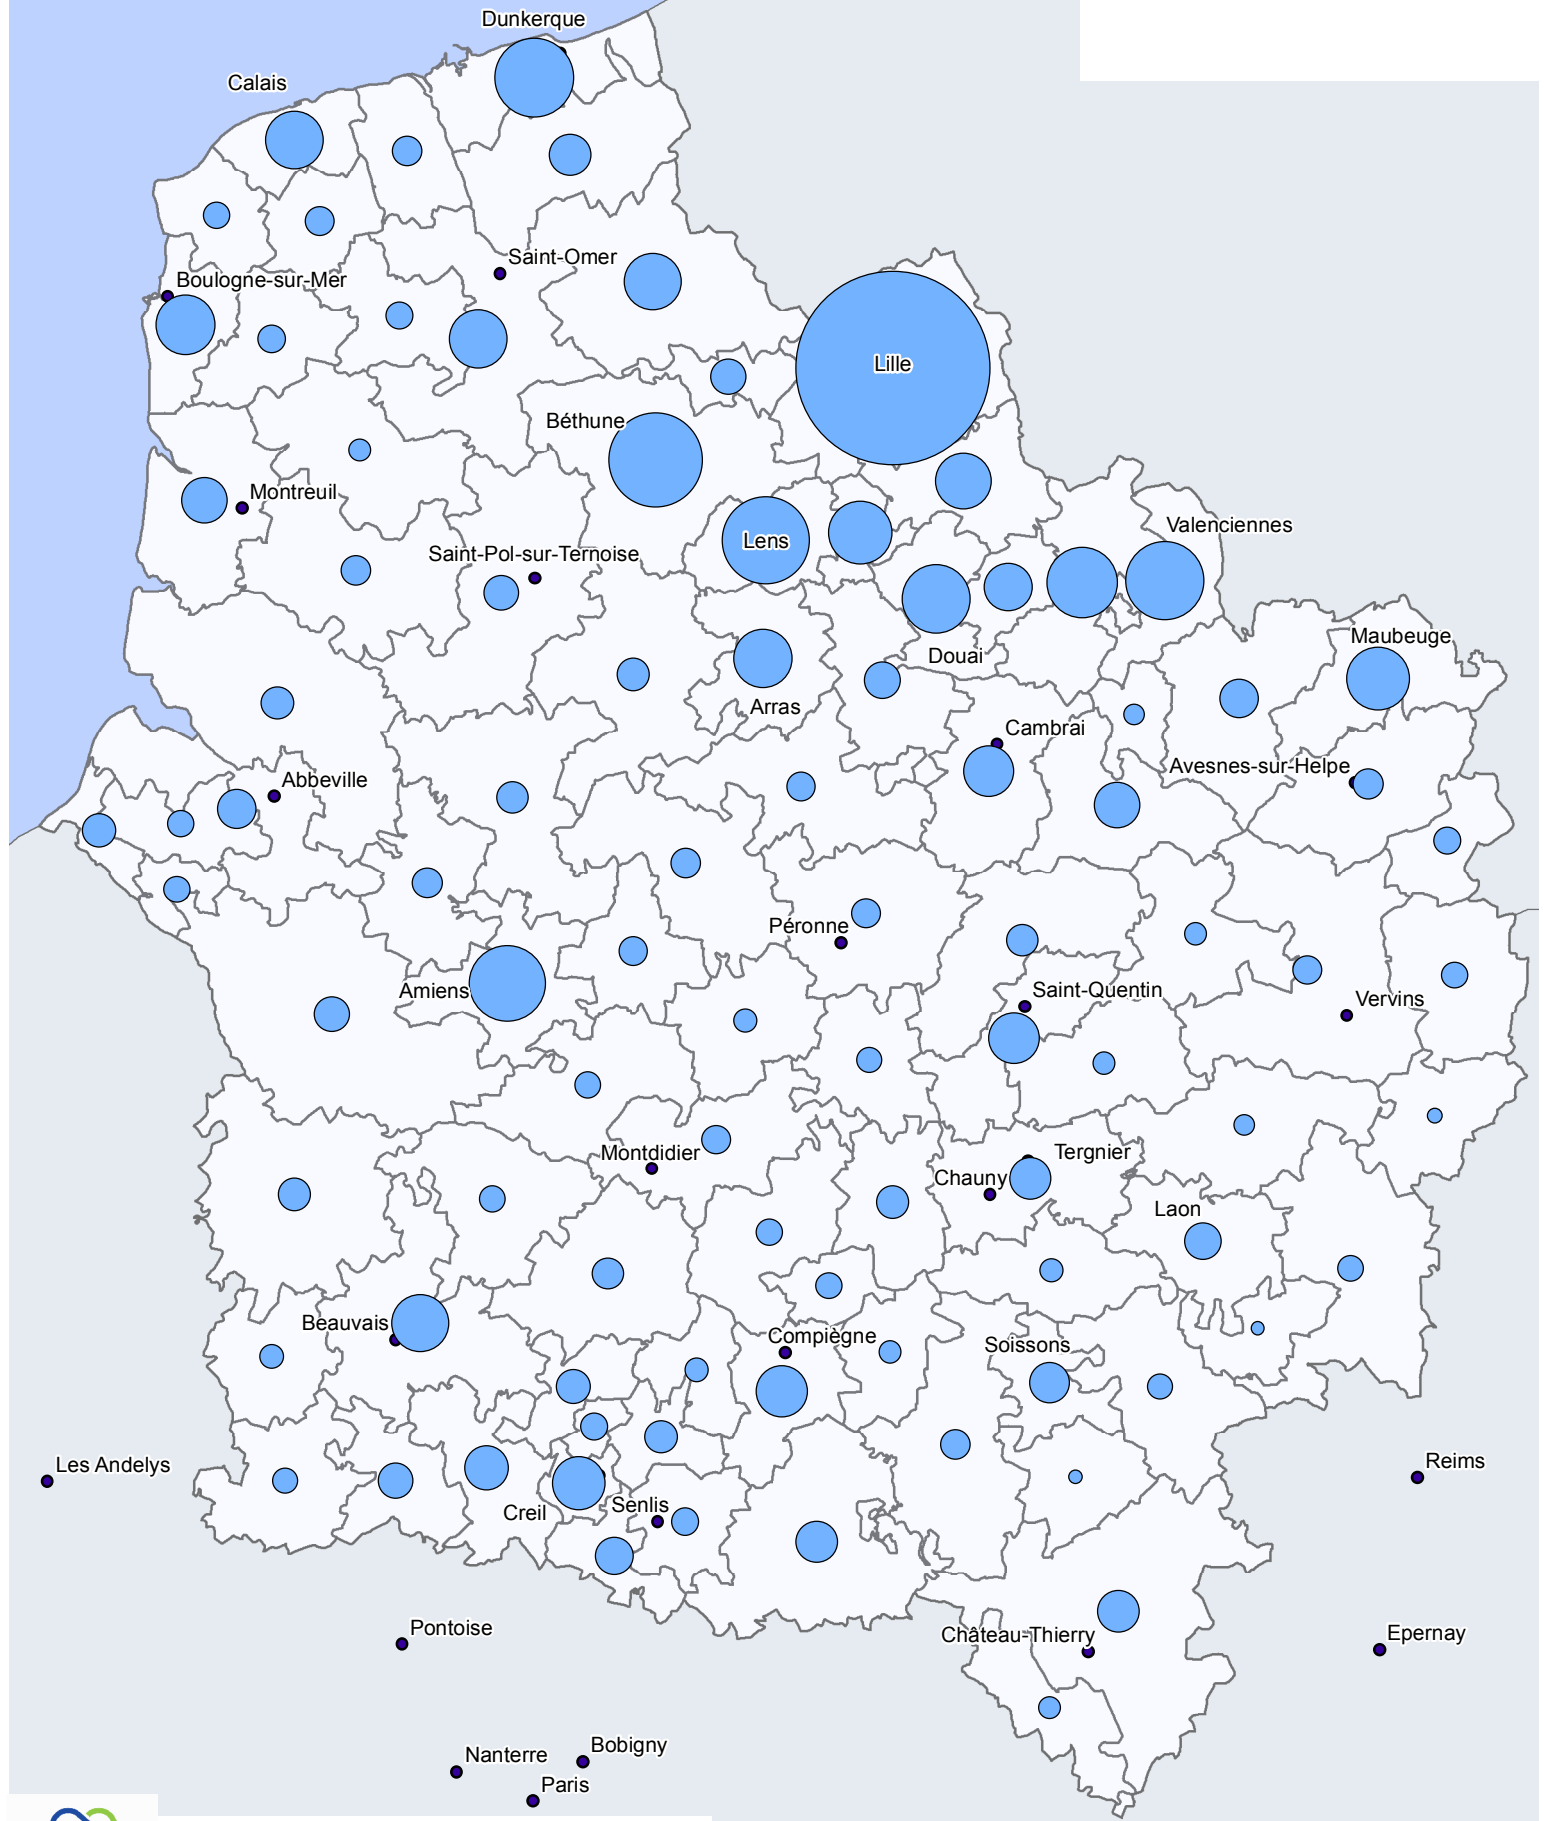 Dunkerque
Calais
Saint-Omer
Boulogne-sur-Mer
Lille
Béthune
Montreuil
Valenciennes
Lens
Saint-Pol-sur-Ternoise
Maubeuge
Douai
Arras
Cambrai
Avesnes-sur-Helpe
Abbeville
Péronne
Amiens
Saint-Quentin
Vervins
Montdidier
Tergnier
Chauny
Laon
Beauvais
Compiègne
Soissons
Les Andelys
Reims
Senlis
Creil
Pontoise
Château-Thierry
Epernay
Nanterre
Bobigny
Paris